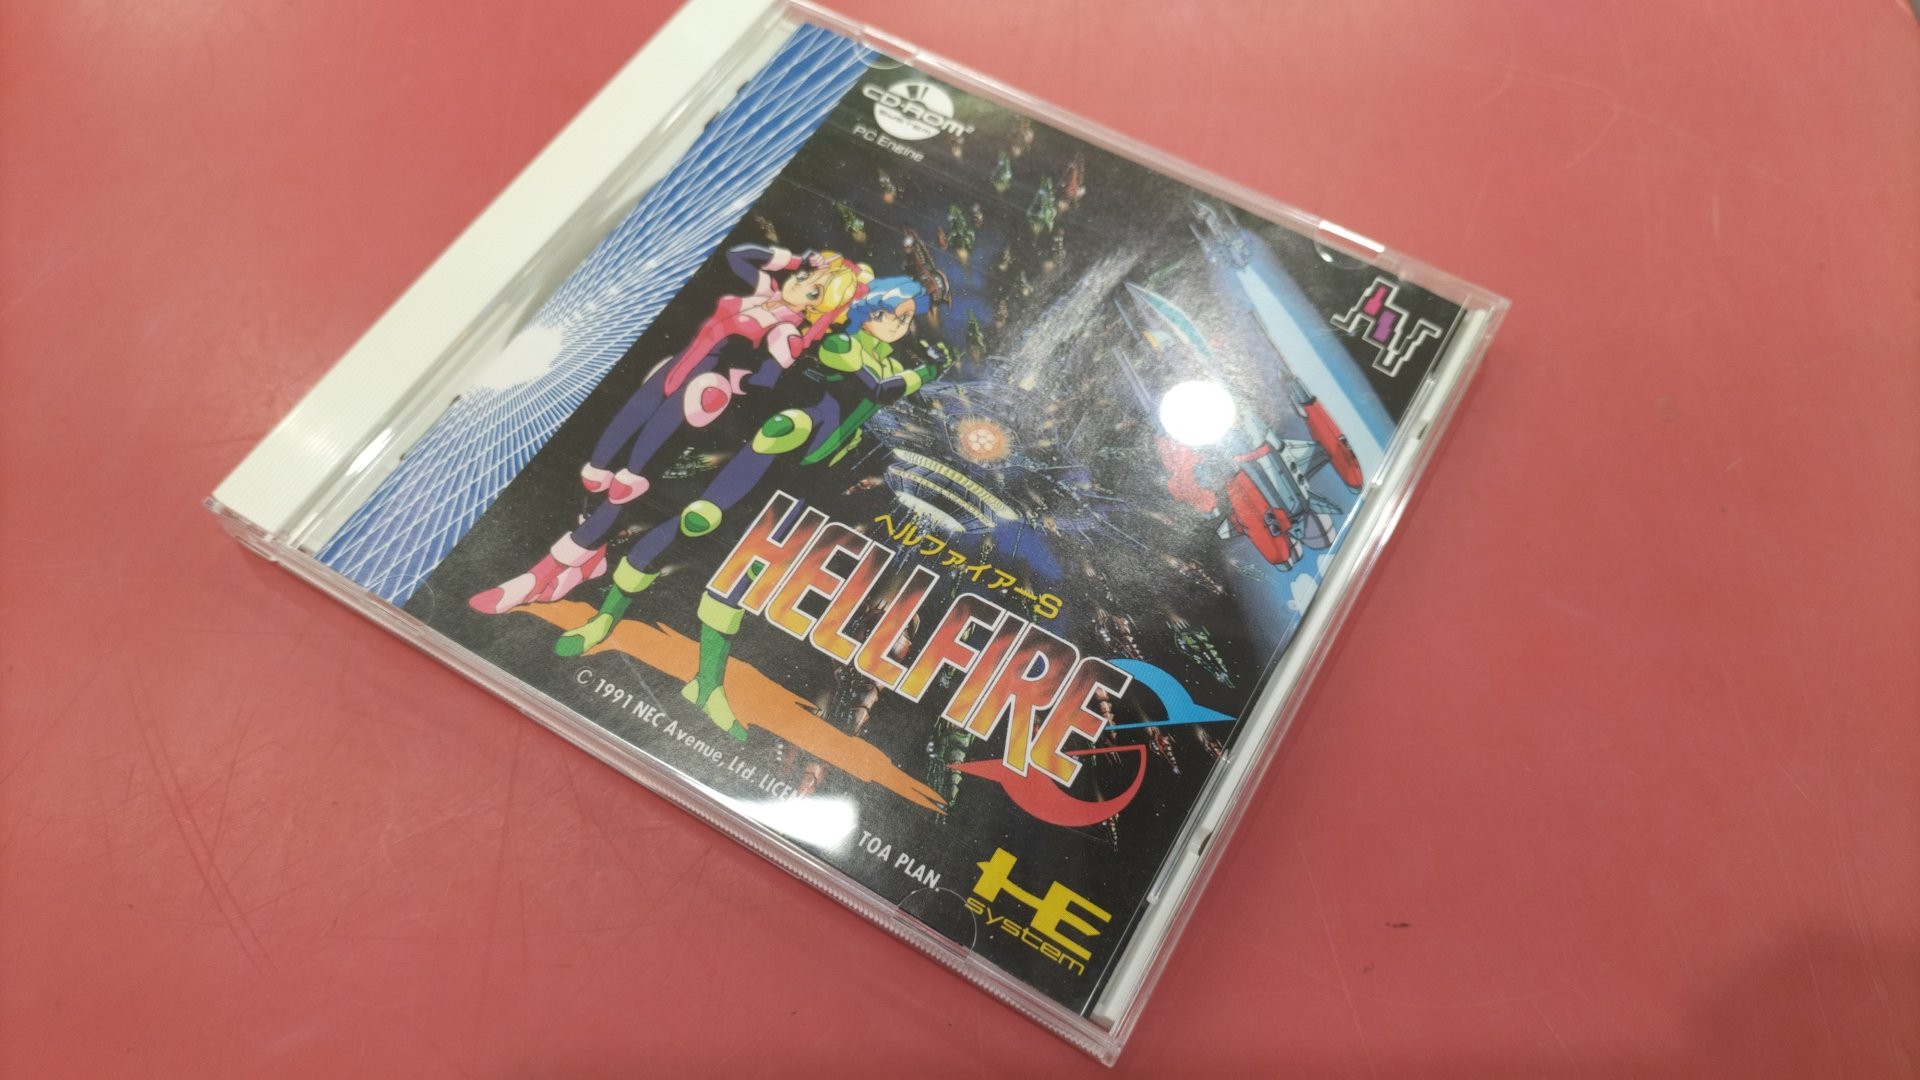 CD-ROM²
SYSTEM
PC Engine
ヘルファイアーS
HELLFIRE S
© 1991 NEC Avenue, Ltd. TOA PLAN.
HE
system